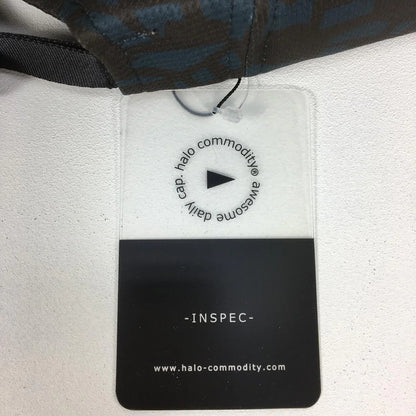 halo commodity® awesome daily cap.
-INSPEC-
www.halo-commodity.com